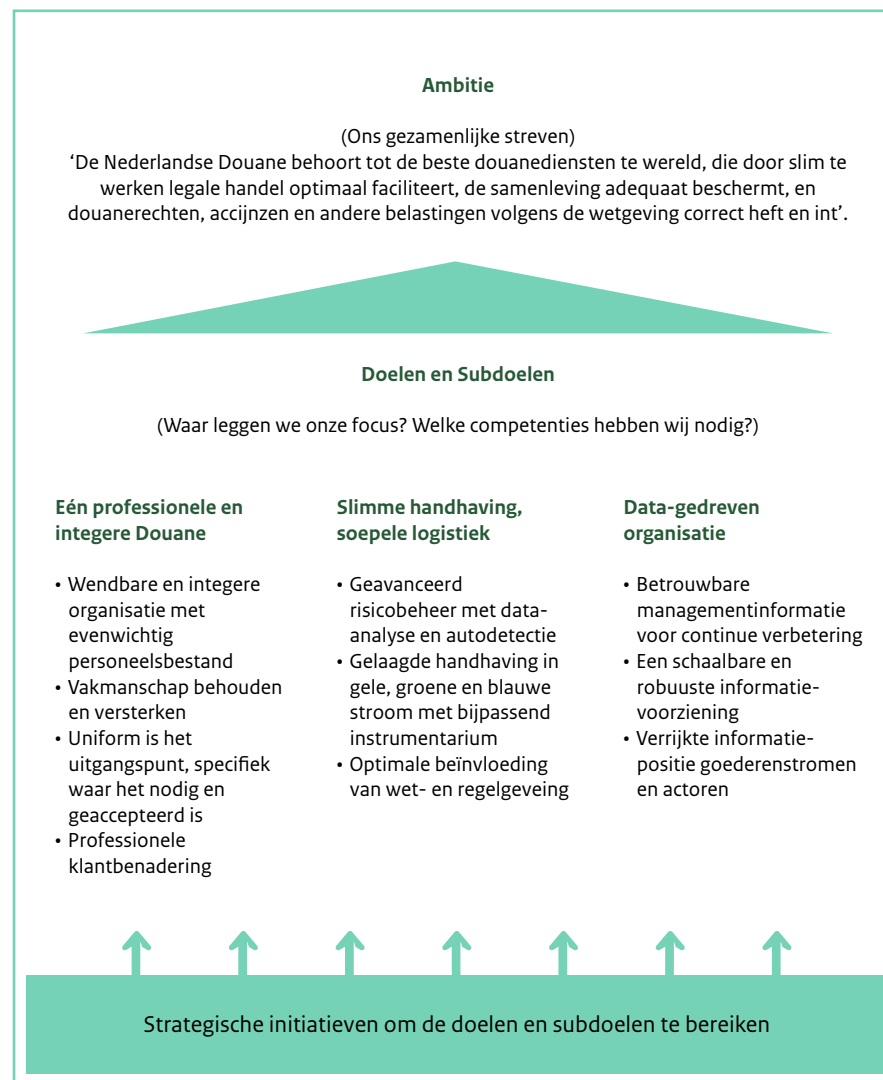 Ambitie
(Ons gezamenlijke streven)
‘De Nederlandse Douane behoort tot de beste douanediensten te wereld, die door slim te
werken legale handel optimaal faciliteert, de samenleving adequaat beschermt, en
douanerechten, accijnzen en andere belastingen volgens de wetgeving correct heft en int’.
Doelen en Subdoelen
(Waar leggen we onze focus? Welke competenties hebben wij nodig?)
Eén professionele en
integere Douane
• Wendbare en integere
organisatie met
evenwichtig
personeelsbestand
• Vakmanschap behouden
en versterken
• Uniform is het
uitgangspunt, specifiek
waar het nodig en
geaccepteerd is
• Professionele
klantbenadering
Slimme handhaving,
soepele logistiek
• Geavanceerd
risicobeheer met data-
analyse en autodetectie
• Gelaagde handhaving in
gele, groene en blauwe
stroom met bijpassend
instrumentarium
• Optimale beïnvloeding
van wet- en regelgeveing
Data-gedreven
organisatie
• Betrouwbare
managementinformatie
voor continue verbetering
• Een schaalbare en
robuuste informatie-
voorziening
• Verrijkte informatie-
positie goederenstromen
en actoren
Strategische initiatieven om de doelen en subdoelen te bereiken